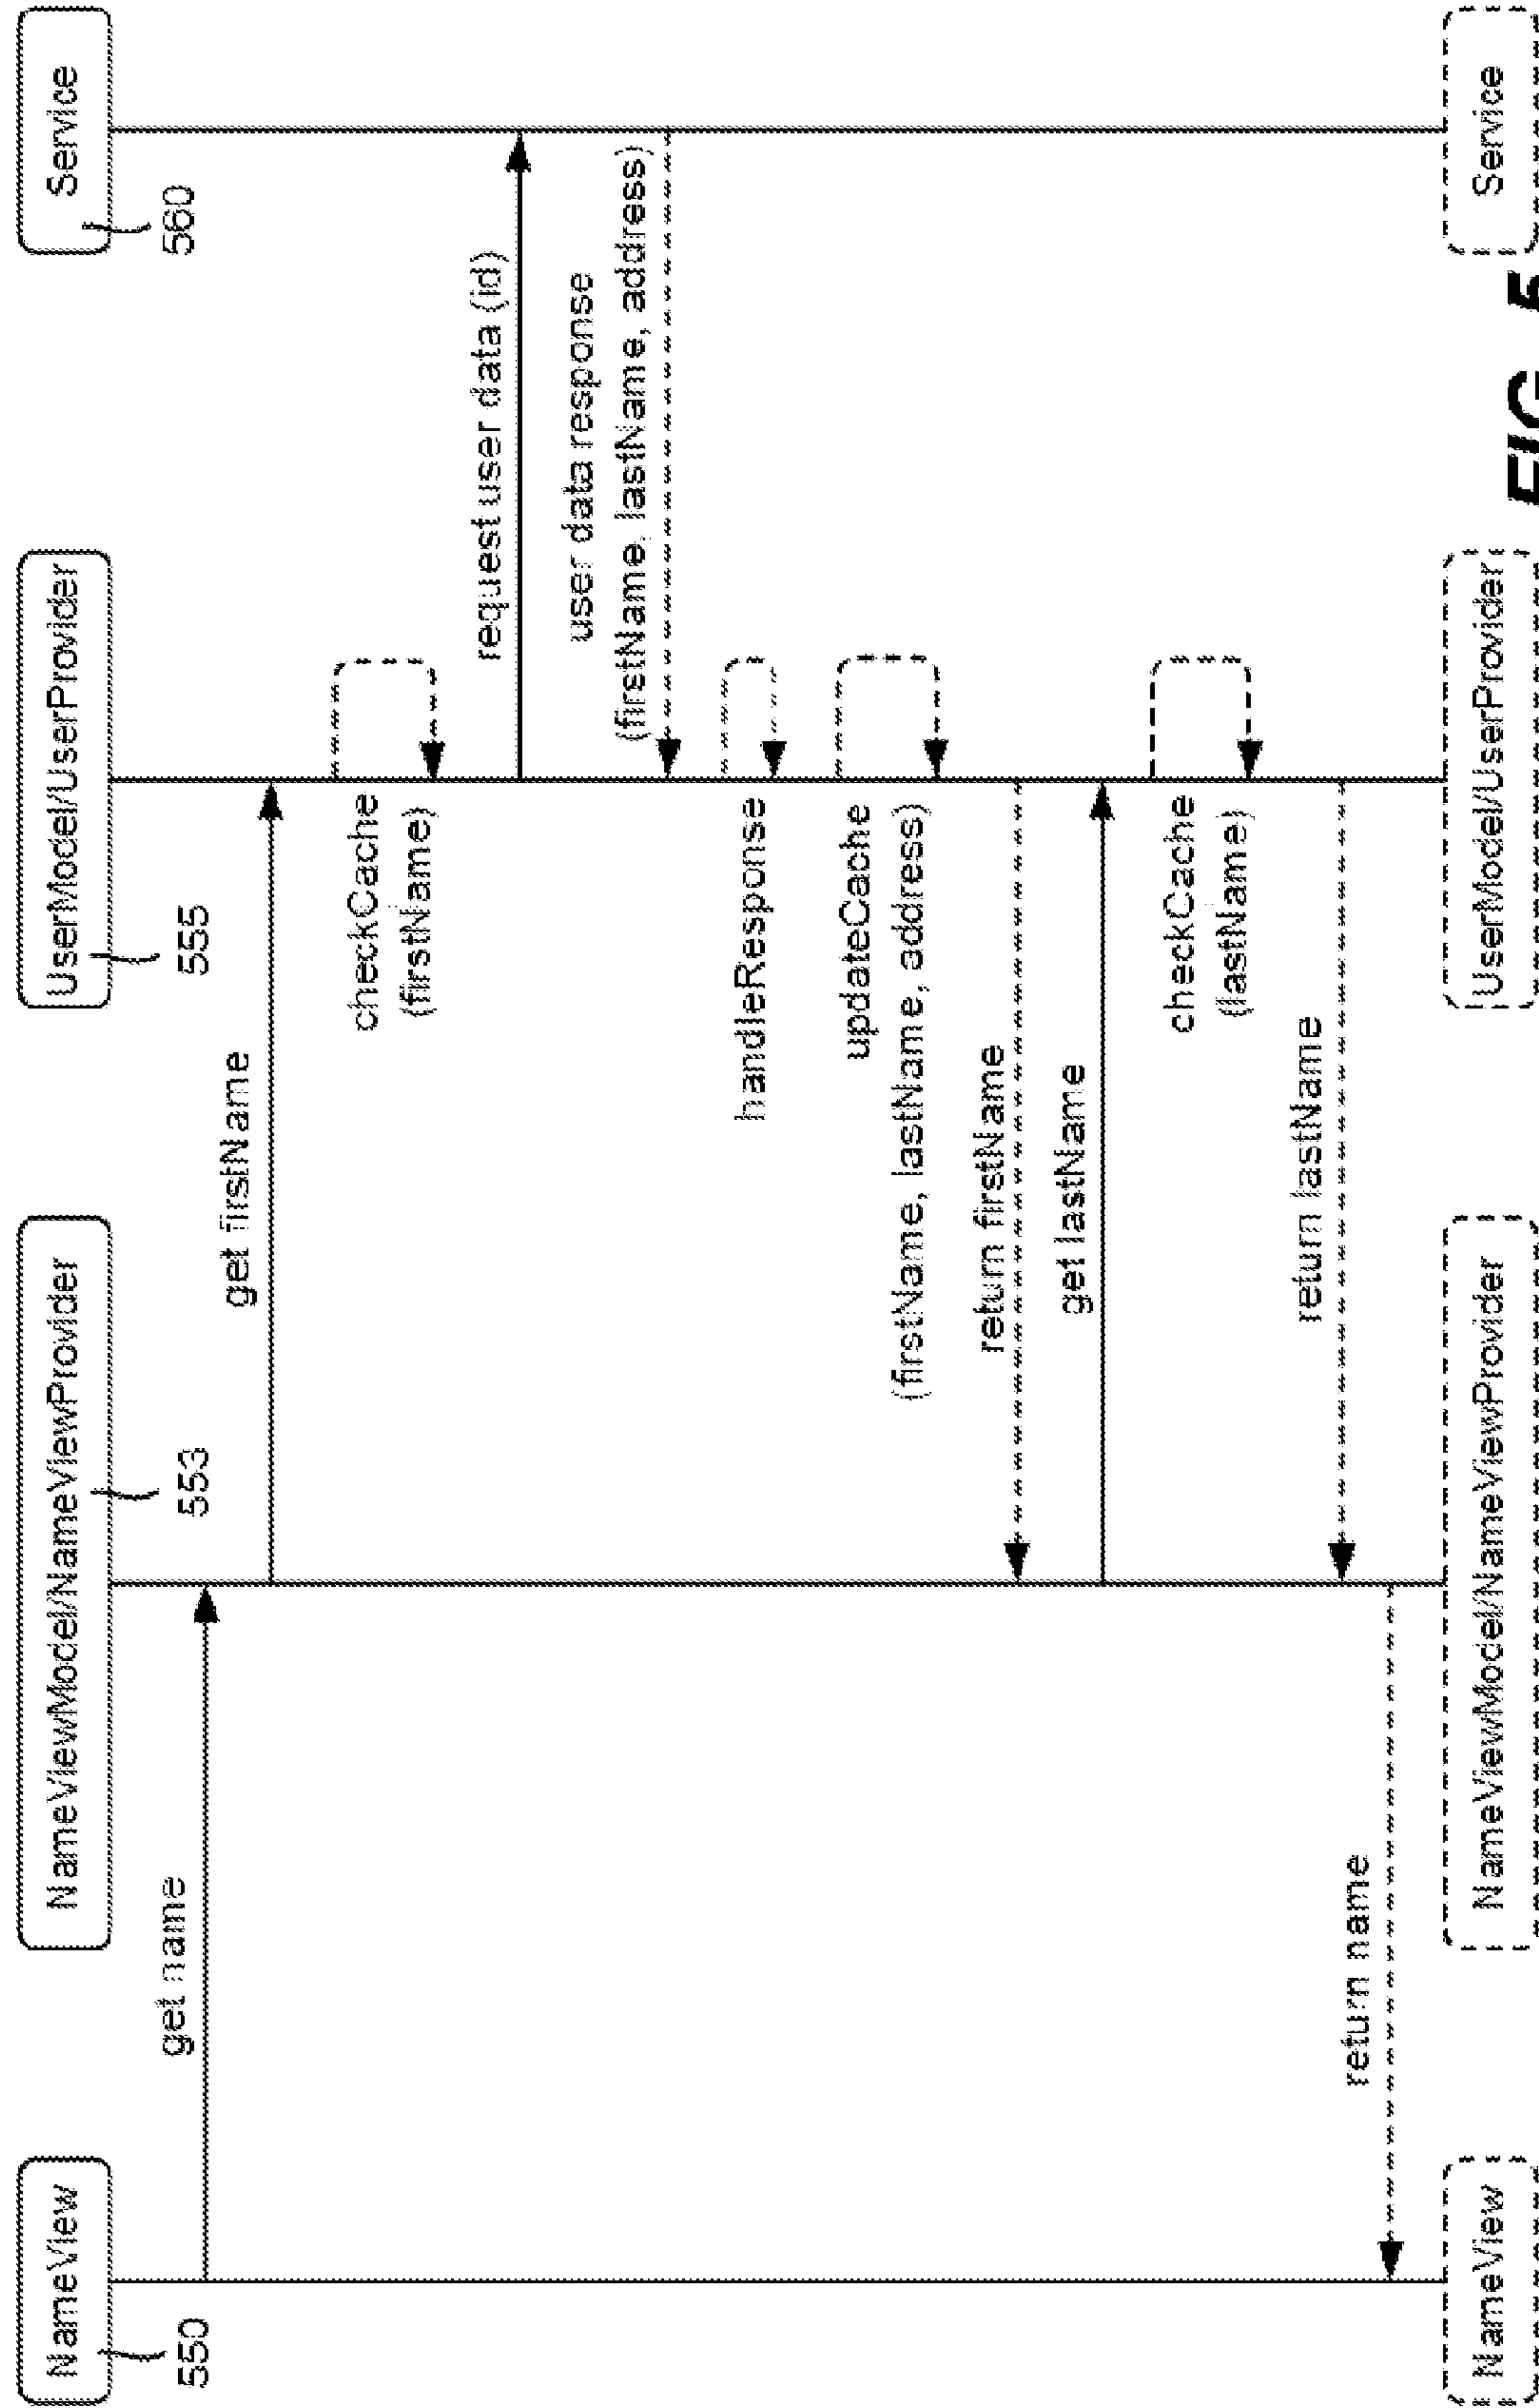 NameView
NameViewModel/NameViewProvider
UserModel/UserProvider
Service
550
553
555
560
get name
get firstName
checkCache
(firstName)
request user data (id)
user data response
(firstName, lastName, address)
handleResponse
updateCache
(firstName, lastName, address)
return firstName
get lastName
checkCache
(lastName)
return lastName
return name
NameView
NameViewModel/NameViewProvider
UserModel/UserProvider
Service
FIG. 5